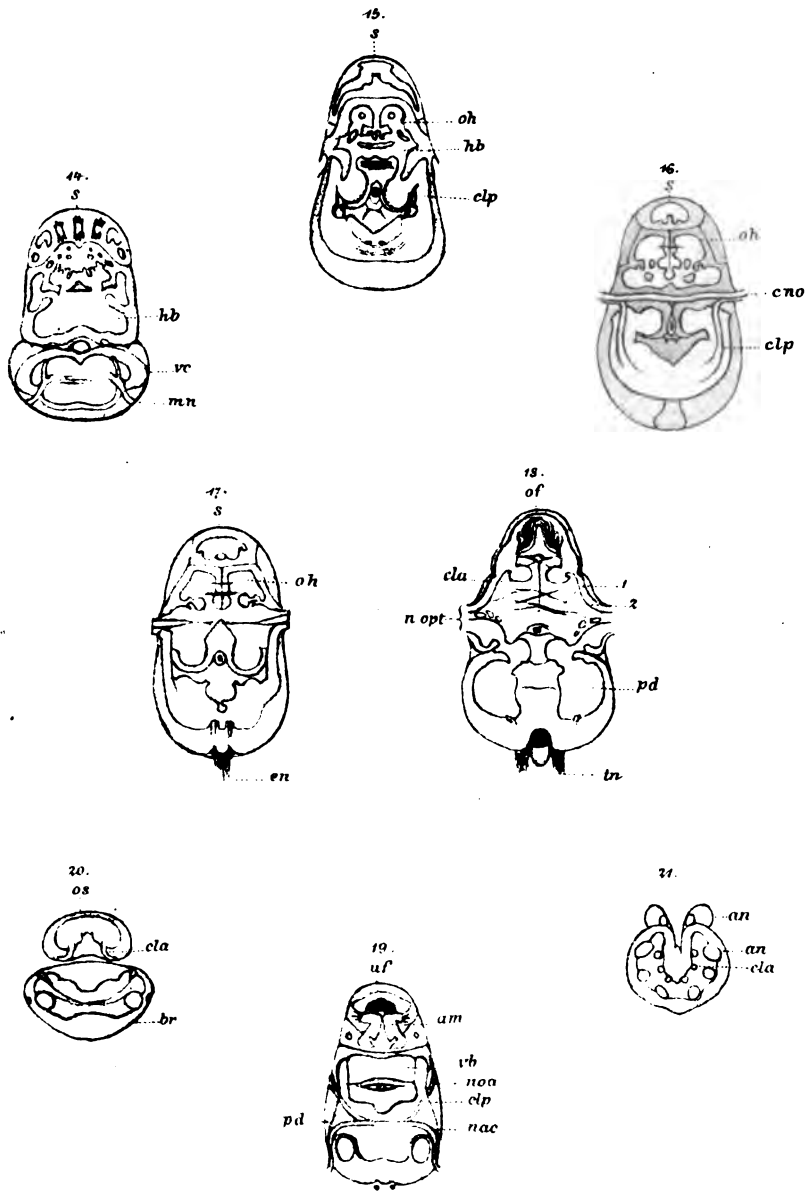 15.
s
oh
hb
clp
14.
s
hb
vc
mn
16.
s
oh
cno
clp
17.
s
oh
en
18.
of
cla
1
2
n opt
pd
tn
20.
os
cla
br
19.
uf
am
vb
noa
clp
pd
nac
21.
an
an
cla